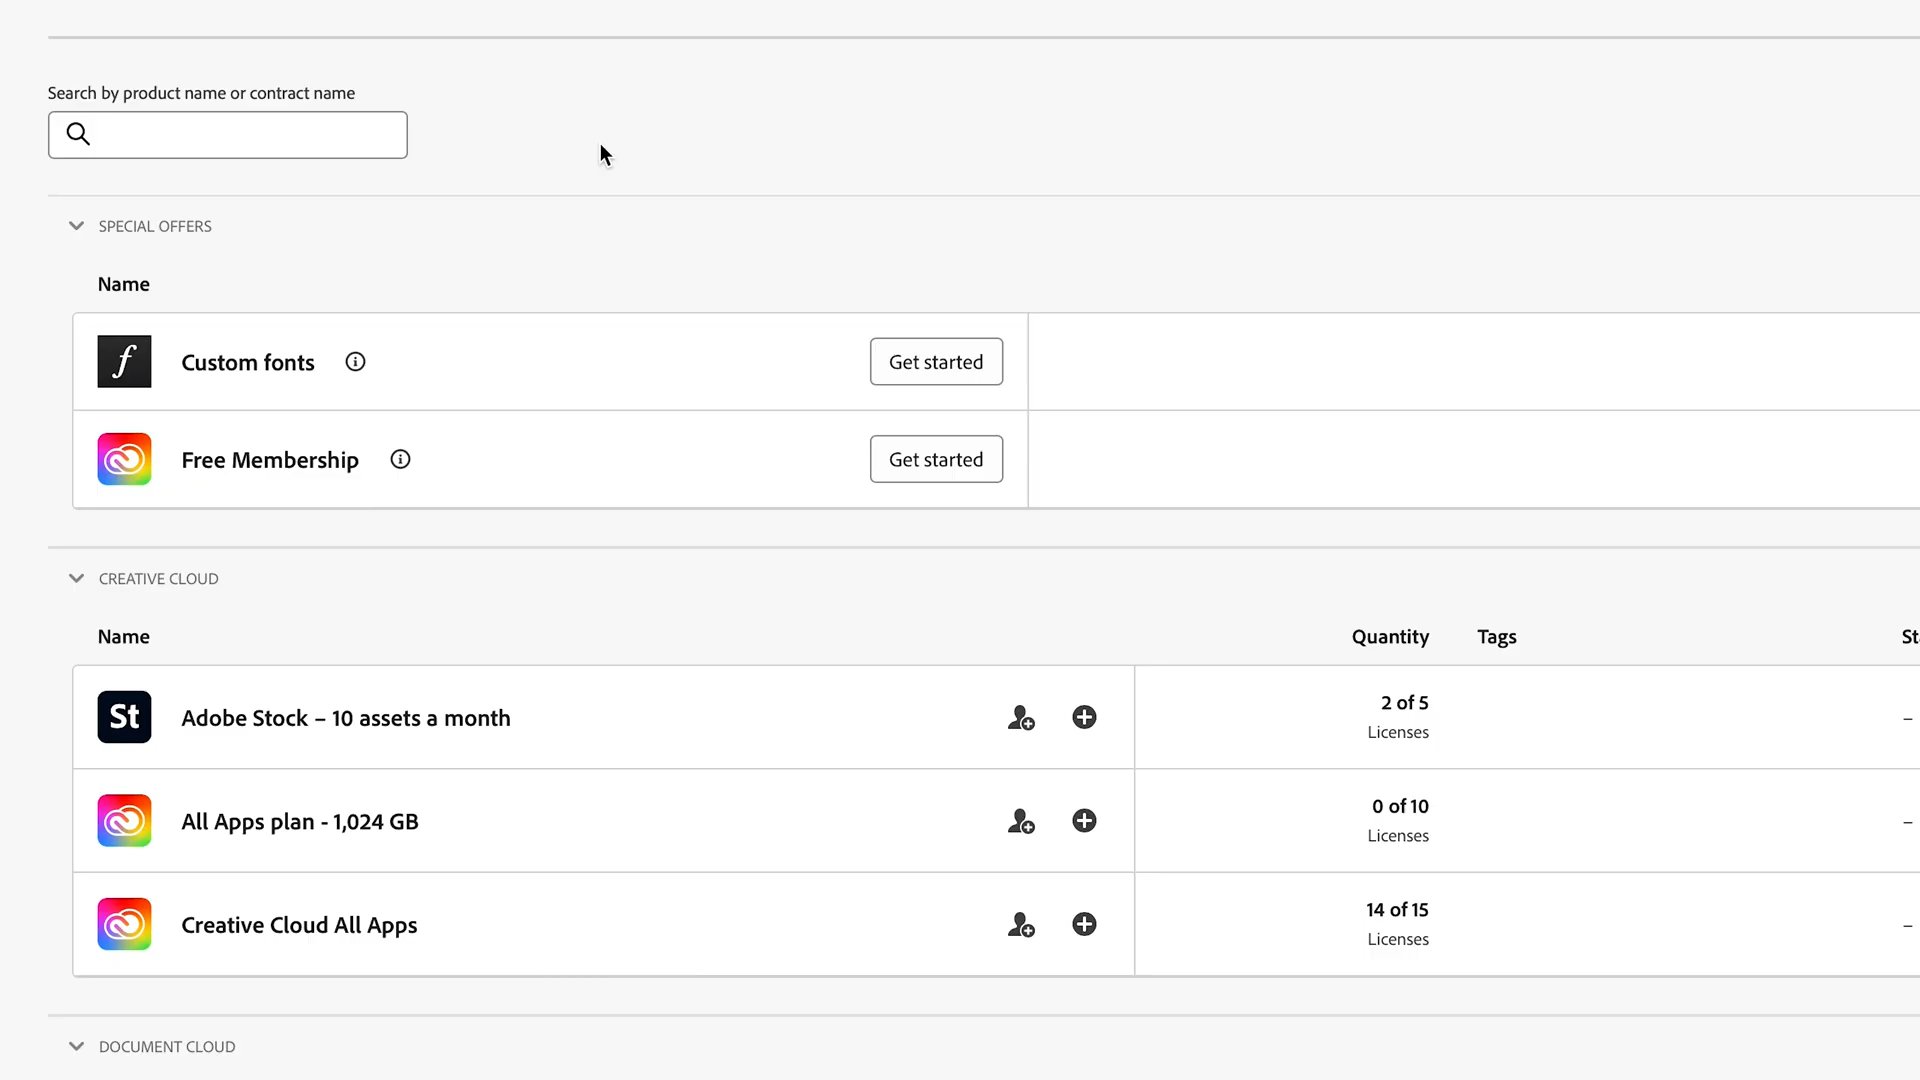 Search by product name or contract name
SPECIAL OFFERS
Name
f
Custom fonts
Get started
Free Membership
Get started
CREATIVE CLOUD
Name Quantity Tags St
St
Adobe Stock – 10 assets a month
2 of 5
Licenses
–
All Apps plan - 1,024 GB
0 of 10
Licenses
–
Creative Cloud All Apps
14 of 15
Licenses
–
DOCUMENT CLOUD